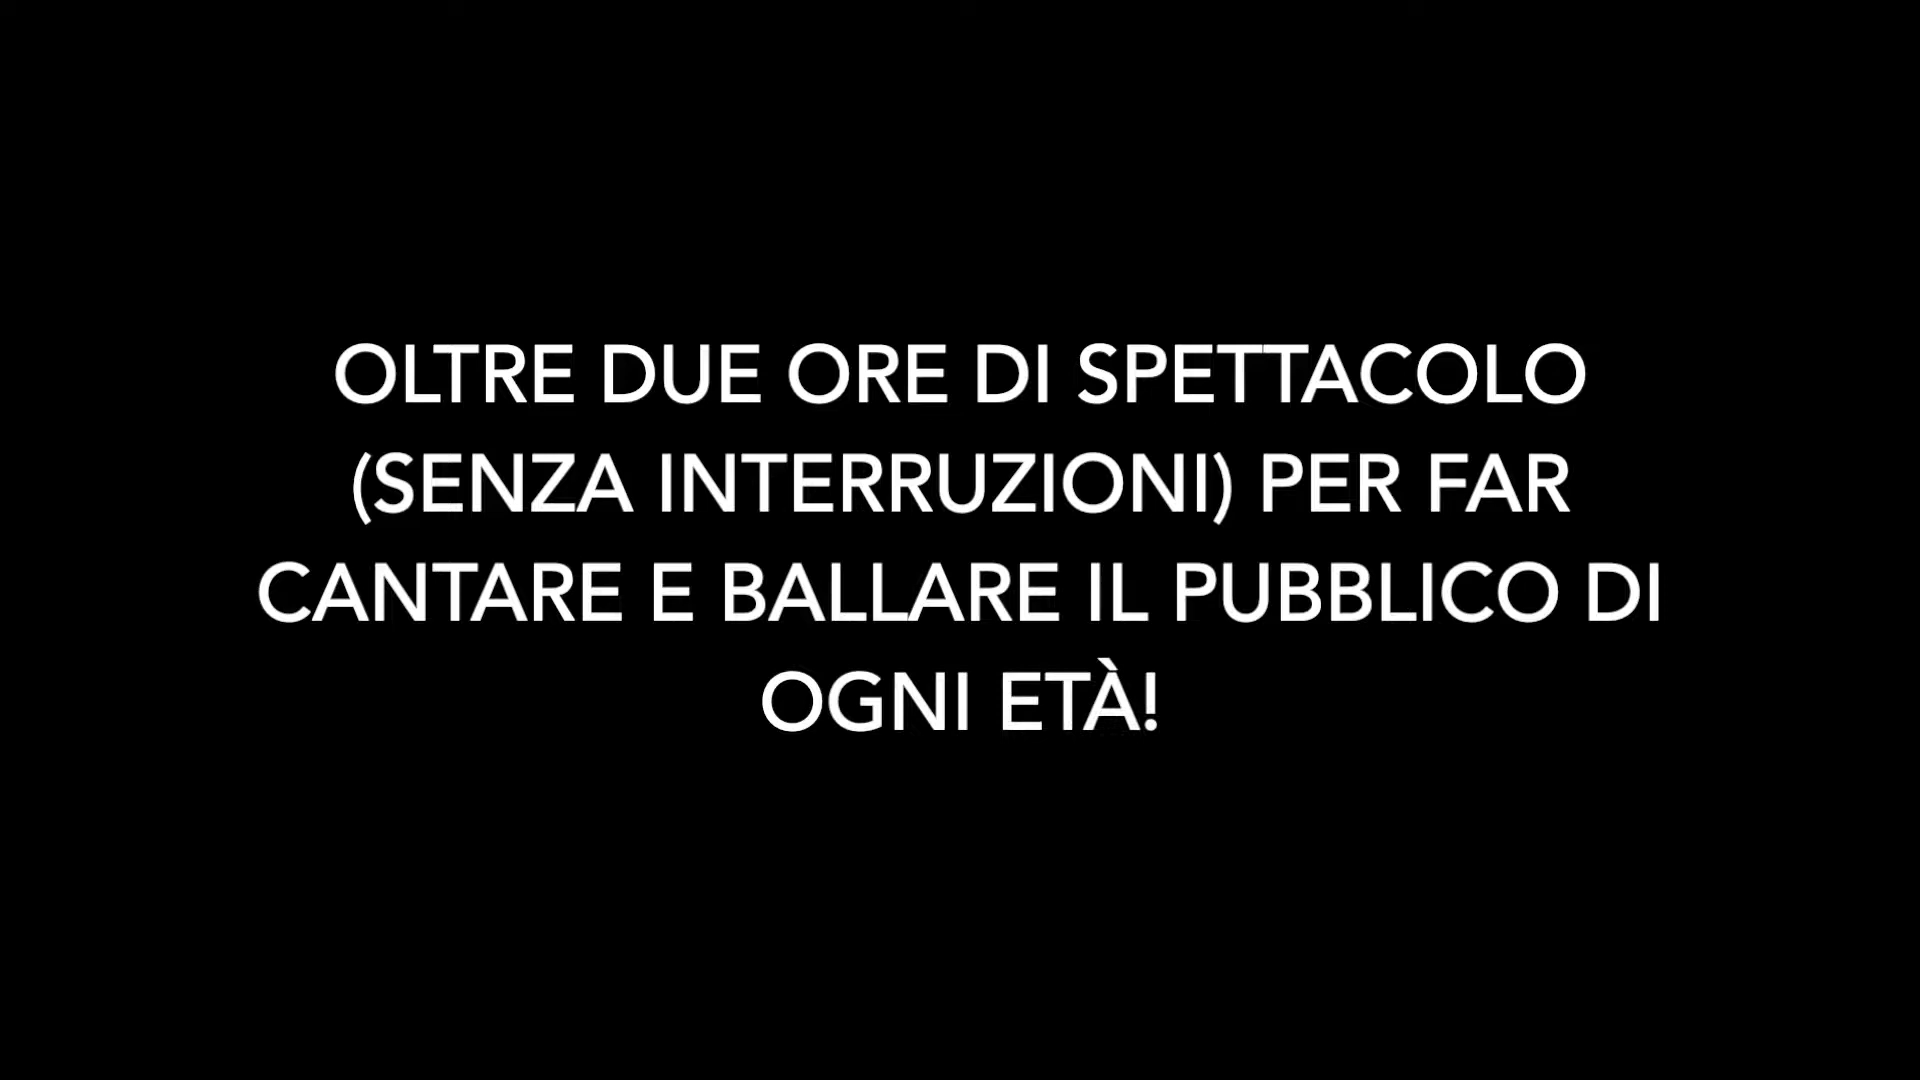 OLTRE DUE ORE DI SPETTACOLO
(SENZA INTERRUZIONI) PER FAR
CANTARE E BALLARE IL PUBBLICO DI
OGNI ETÀ!